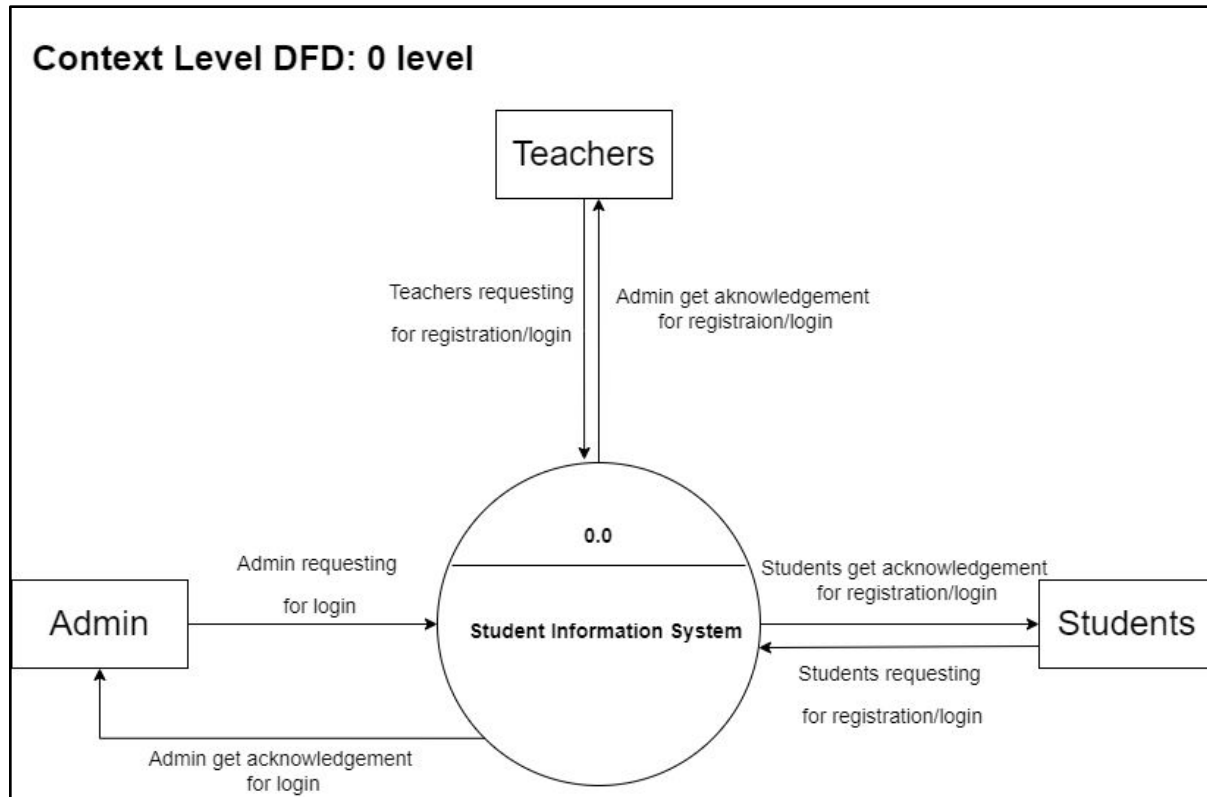 Context Level DFD: 0 level
Teachers
Teachers requesting
for registration/login
Admin get aknowledgement
for registraion/login
0.0
Student Information System
Admin requesting
for login
Admin
Admin get acknowledgement
for login
Students get acknowledgement
for registration/login
Students
Students requesting
for registration/login